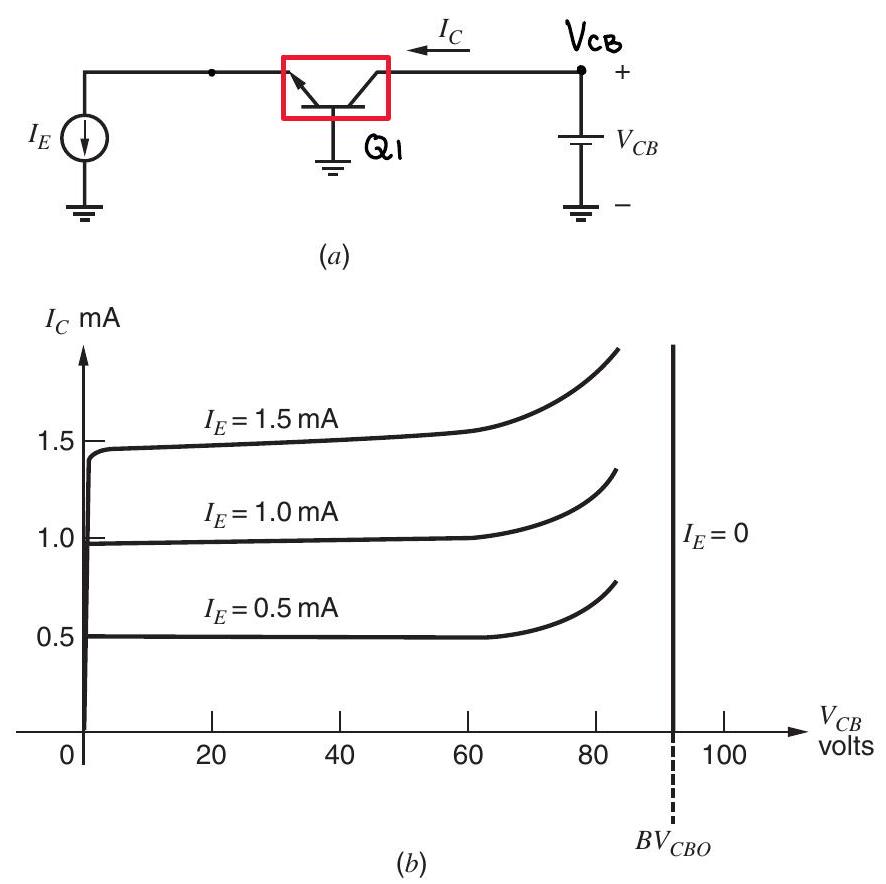 I_C
V_CB
+
I_E
Q1
V_CB
−
(a)
I_C mA
I_E = 1.5 mA
1.5
I_E = 1.0 mA
1.0
I_E = 0
I_E = 0.5 mA
0.5
V_CB
volts
0 20 40 60 80 100
BV_CBO
(b)